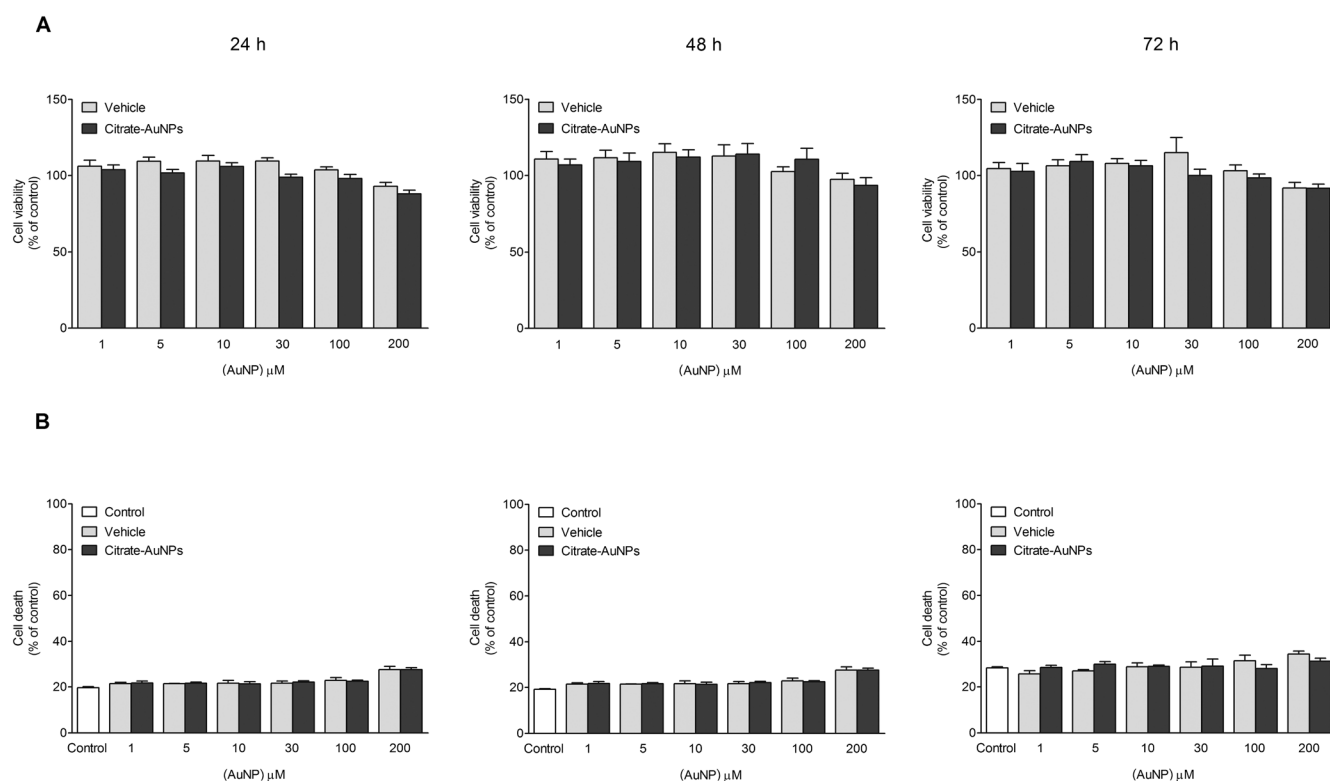 A
24 h
48 h
72 h
150
100
50
0
Cell viability
(% of control)
Vehicle
Citrate-AuNPs
1 5 10 30 100 200
(AuNP) μM
150
100
50
0
Cell viability
(% of control)
Vehicle
Citrate-AuNPs
1 5 10 30 100 200
(AuNP) μM
150
100
50
0
Cell viability
(% of control)
Vehicle
Citrate-AuNPs
1 5 10 30 100 200
(AuNP) μM
B
100
80
60
40
20
0
Cell death
(% of control)
Control
Vehicle
Citrate-AuNPs
Control 1 5 10 30 100 200
(AuNP) μM
100
80
60
40
20
0
Cell death
(% of control)
Control
Vehicle
Citrate-AuNPs
Control 1 5 10 30 100 200
(AuNP) μM
100
80
60
40
20
0
Cell death
(% of control)
Control
Vehicle
Citrate-AuNPs
Control 1 5 10 30 100 200
(AuNP) μM